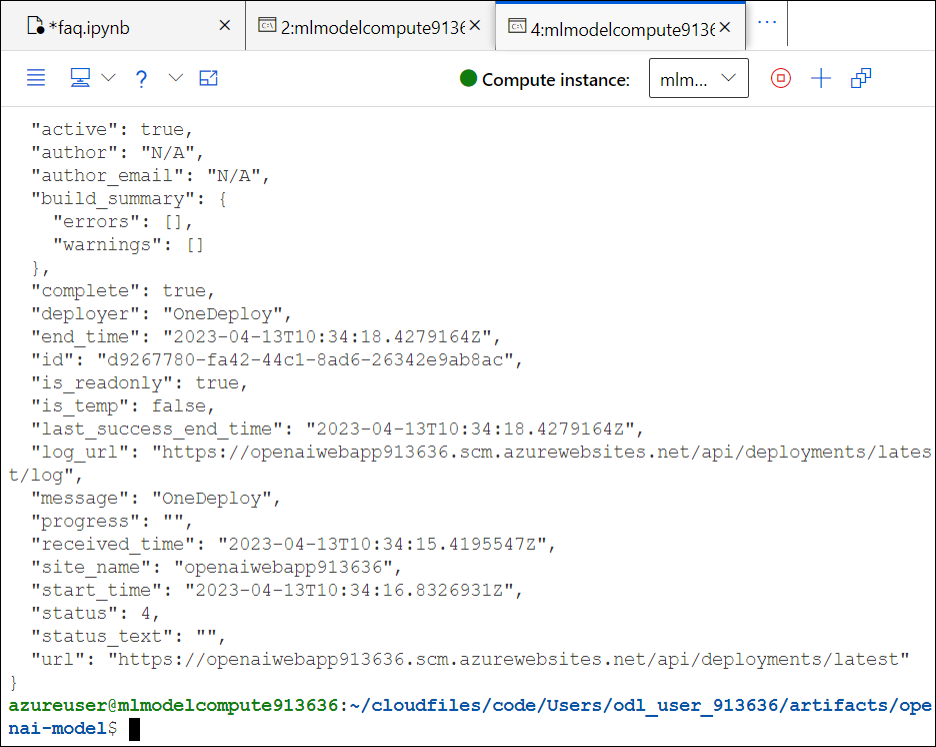 *faq.ipynb
2:mlmodelcompute9136
4:mlmodelcompute9136
Compute instance:
mlm...
"active": true,
"author": "N/A",
"author_email": "N/A",
"build_summary": {
"errors": [],
"warnings": []
},
"complete": true,
"deployer": "OneDeploy",
"end_time": "2023-04-13T10:34:18.4279164Z",
"id": "d9267780-fa42-44c1-8ad6-26342e9ab8ac",
"is_readonly": true,
"is_temp": false,
"last_success_end_time": "2023-04-13T10:34:18.4279164Z",
"log_url": "https://openaiwebapp913636.scm.azurewebsites.net/api/deployments/lates
t/log",
"message": "OneDeploy",
"progress": "",
"received_time": "2023-04-13T10:34:15.4195547Z",
"site_name": "openaiwebapp913636",
"start_time": "2023-04-13T10:34:16.8326931Z",
"status": 4,
"status_text": "",
"url": "https://openaiwebapp913636.scm.azurewebsites.net/api/deployments/latest"
}
azureuser@mlmodelcompute913636:~/cloudfiles/code/Users/odl_user_913636/artifacts/ope
nai-model$